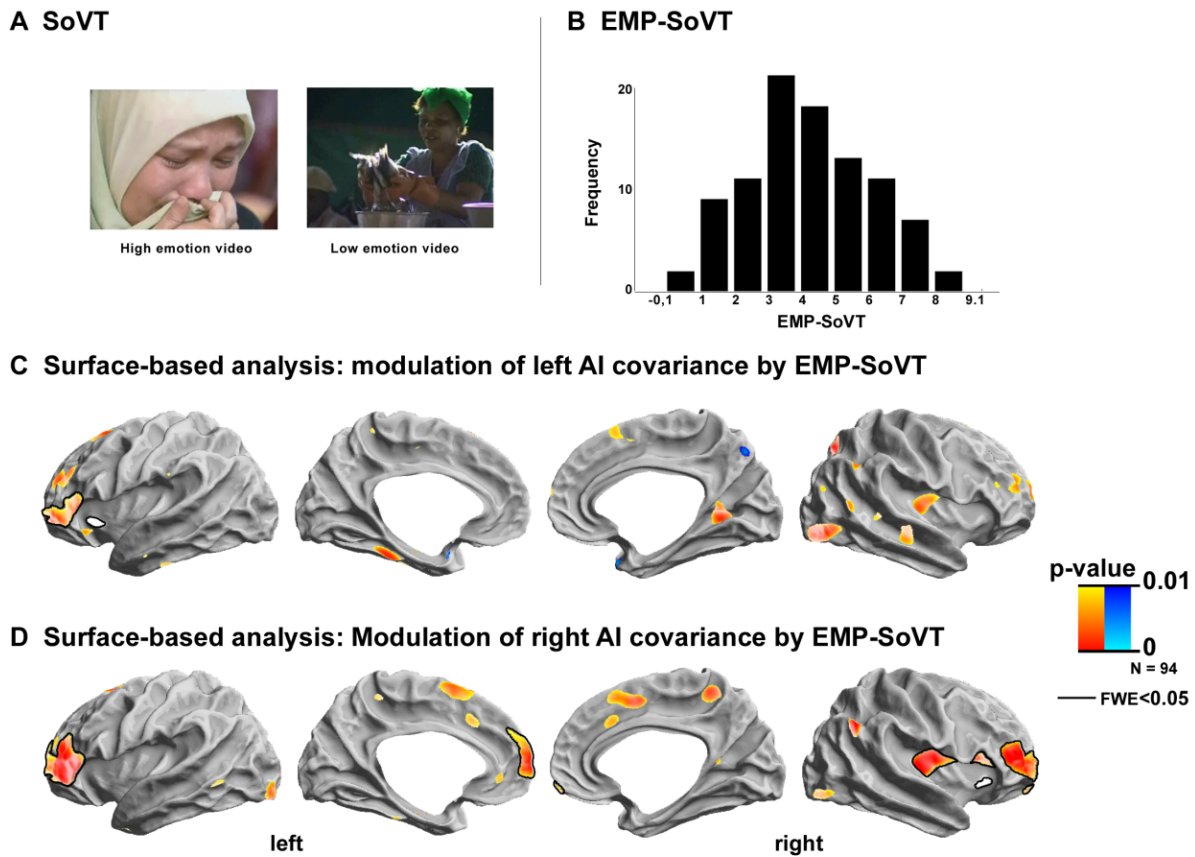 A SoVT
High emotion video
Low emotion video
B EMP-SoVT
Frequency
20
10
0
-0,1 1 2 3 4 5 6 7 8 9.1
EMP-SoVT
C Surface-based analysis: modulation of left AI covariance by EMP-SoVT
p-value
0.01
0
N = 94
FWE<0.05
D Surface-based analysis: Modulation of right AI covariance by EMP-SoVT
left
right